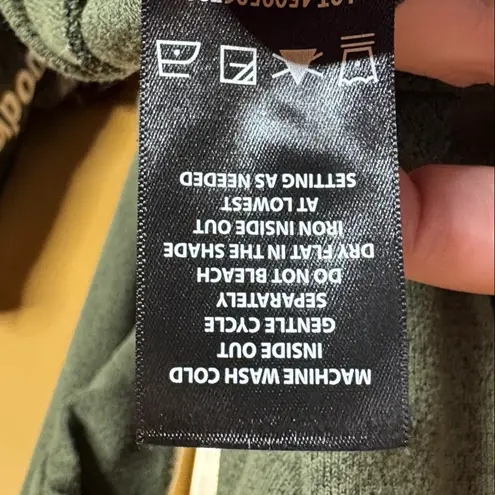 MACHINE WASH COLD
INSIDE OUT
GENTLE CYCLE
SEPARATELY
DO NOT BLEACH
DRY FLAT IN THE SHADE
IRON INSIDE OUT
AT LOWEST
SETTING AS NEEDED